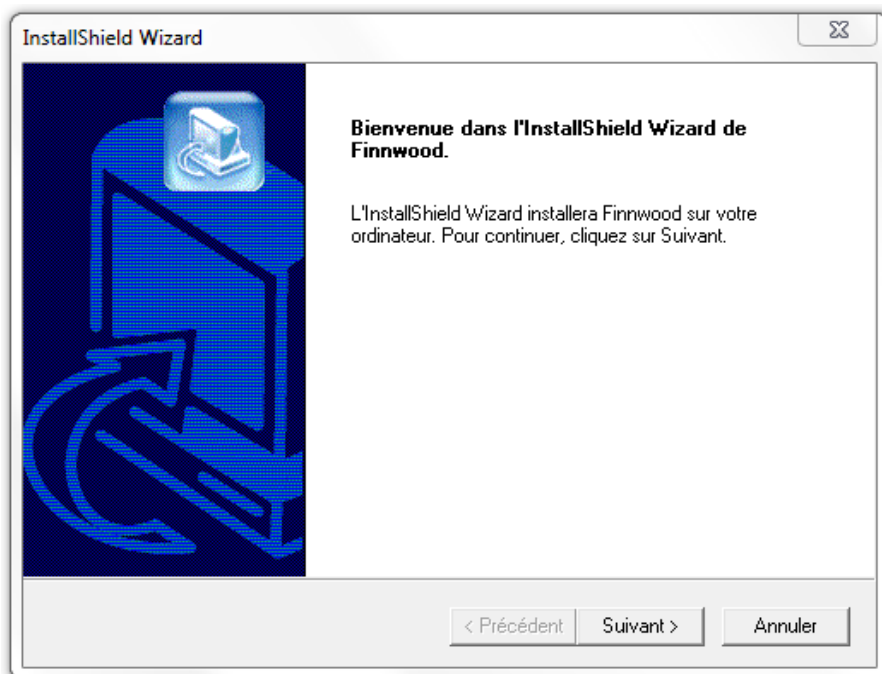 InstallShield Wizard
Bienvenue dans l'InstallShield Wizard de
Finnwood.
L'InstallShield Wizard installera Finnwood sur votre
ordinateur. Pour continuer, cliquez sur Suivant.
< Précédent
Suivant >
Annuler